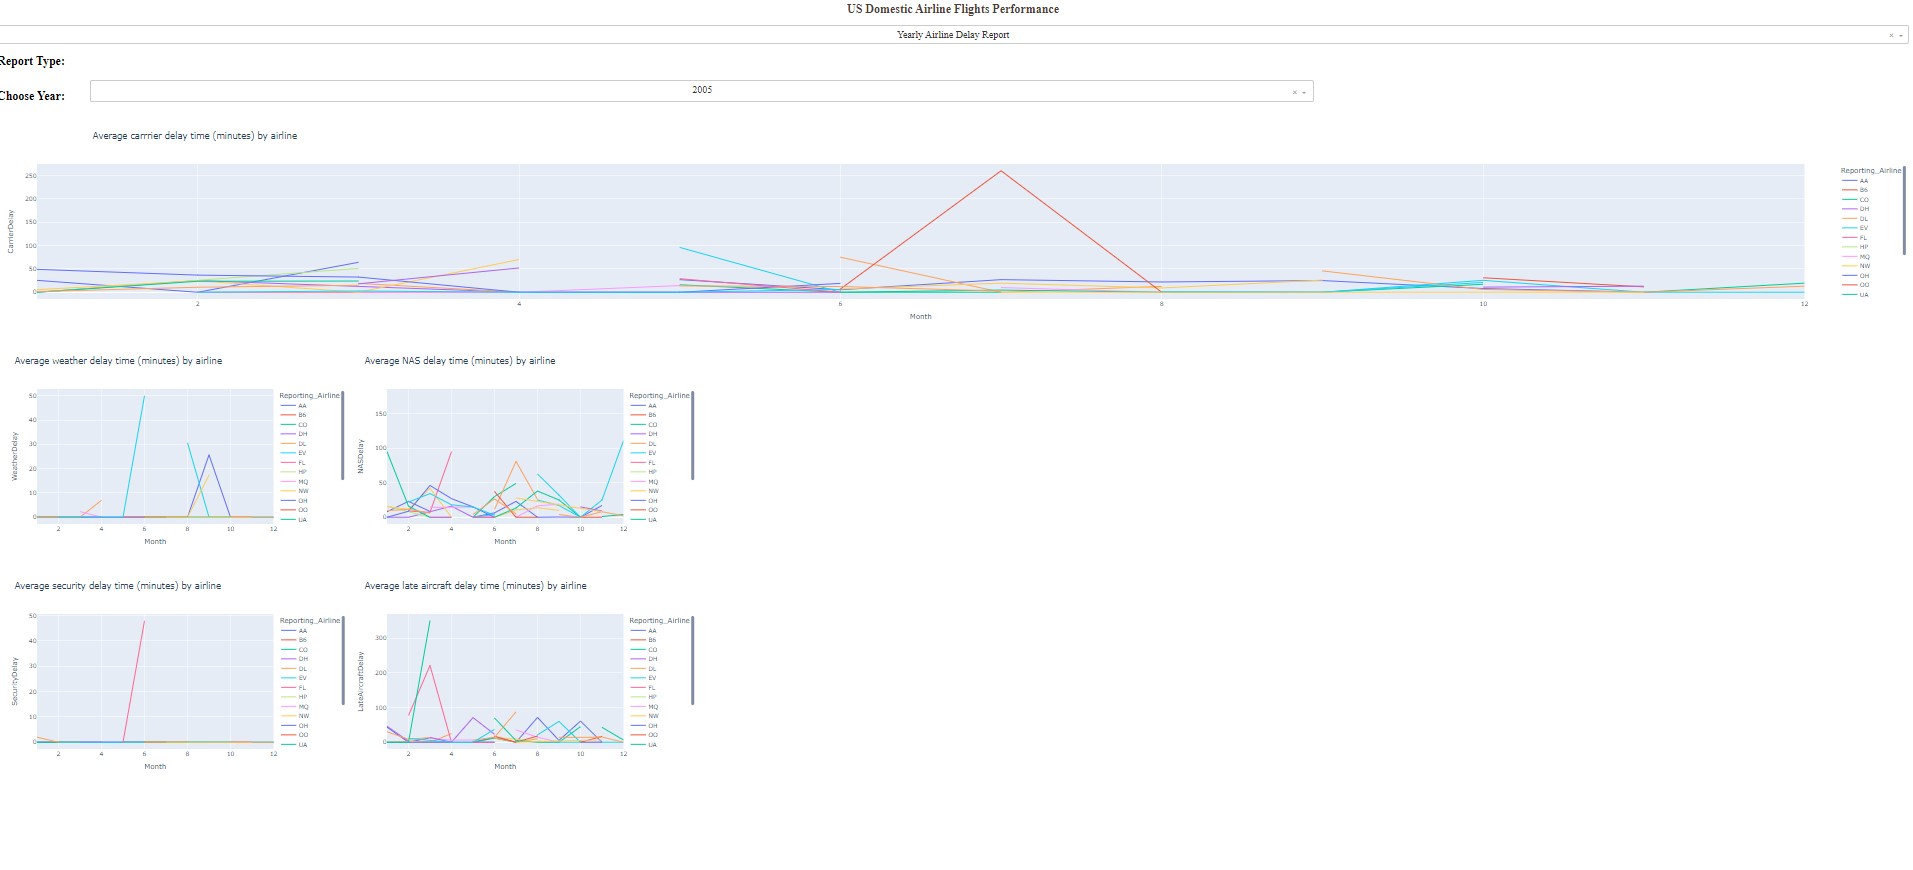 US Domestic Airline Flights Performance
Yearly Airline Delay Report
× 
Report Type:
Choose Year:
2005
×
Average carrrier delay time (minutes) by airline
CarrierDelay
250
200
150
100
50
0
2 4 6 8 10 12
Month
Reporting_Airline
AA
B6
CO
DH
DL
EV
FL
HP
MQ
NW
OH
OO
UA
Average weather delay time (minutes) by airline
WeatherDelay
50
40
30
20
10
0
2 4 6 8 10 12
Month
Reporting_Airline
AA
B6
CO
DH
DL
EV
FL
HP
MQ
NW
OH
OO
UA
Average NAS delay time (minutes) by airline
NASDelay
150
100
50
0
2 4 6 8 10 12
Month
Reporting_Airline
AA
B6
CO
DH
DL
EV
FL
HP
MQ
NW
OH
OO
UA
Average security delay time (minutes) by airline
SecurityDelay
50
40
30
20
10
0
2 4 6 8 10 12
Month
Reporting_Airline
AA
B6
CO
DH
DL
EV
FL
HP
MQ
NW
OH
OO
UA
Average late aircraft delay time (minutes) by airline
LateAircraftDelay
300
200
100
0
2 4 6 8 10 12
Month
Reporting_Airline
AA
B6
CO
DH
DL
EV
FL
HP
MQ
NW
OH
OO
UA